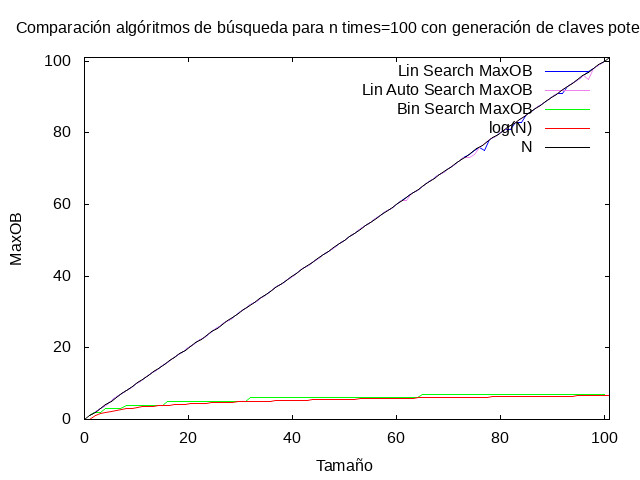 Comparación algóritmos de búsqueda para n times=100 con generación de claves pote
100
80
60
40
20
0
MaxOB
Lin Search MaxOB
Lin Auto Search MaxOB
Bin Search MaxOB
log(N)
N
0 20 40 60 80 100
Tamaño